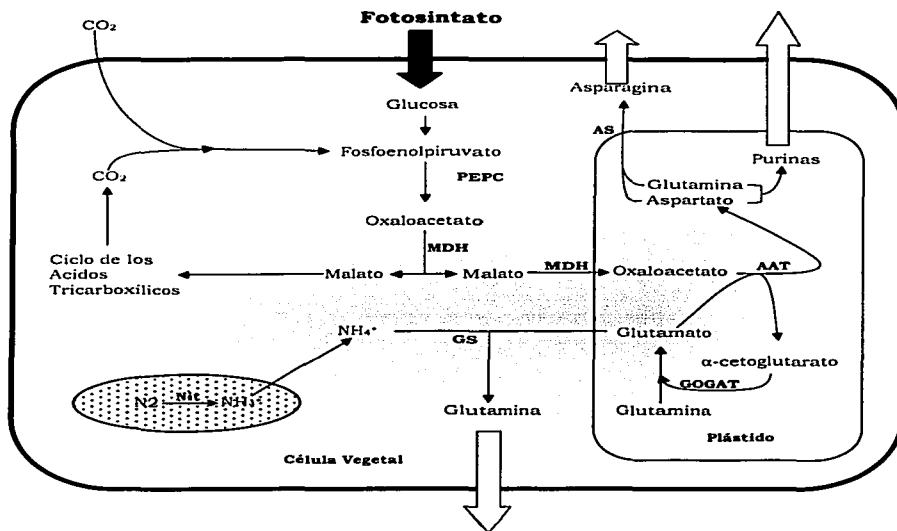 Fotosintato
CO₂
Glucosa
Asparagina
AS
Purinas
Fosfoenolpiruvato
CO₂
PEPC
Glutamina
Aspartato
Oxaloacetato
MDH
Ciclo de los
Acidos
Tricarboxílicos
Malato
Malato
MDH
Oxaloacetato
AAT
NH₄⁺
GS
Glutamato
α-cetoglutarato
GOGAT
N2
Nit
Glutamina
Glutamina
Plástido
Célula Vegetal